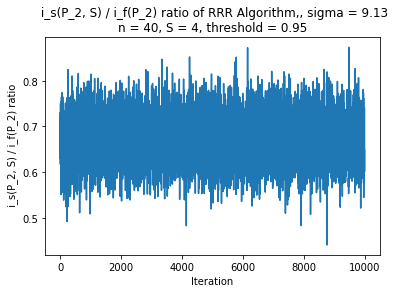 i_s(P_2, S) / i_f(P_2) ratio of RRR Algorithm,, sigma = 9.13
n = 40, S = 4, threshold = 0.95
i_s(P_2, S) / i_f(P_2) ratio
0.8
0.7
0.6
0.5
0
2000
4000
6000
8000
10000
Iteration